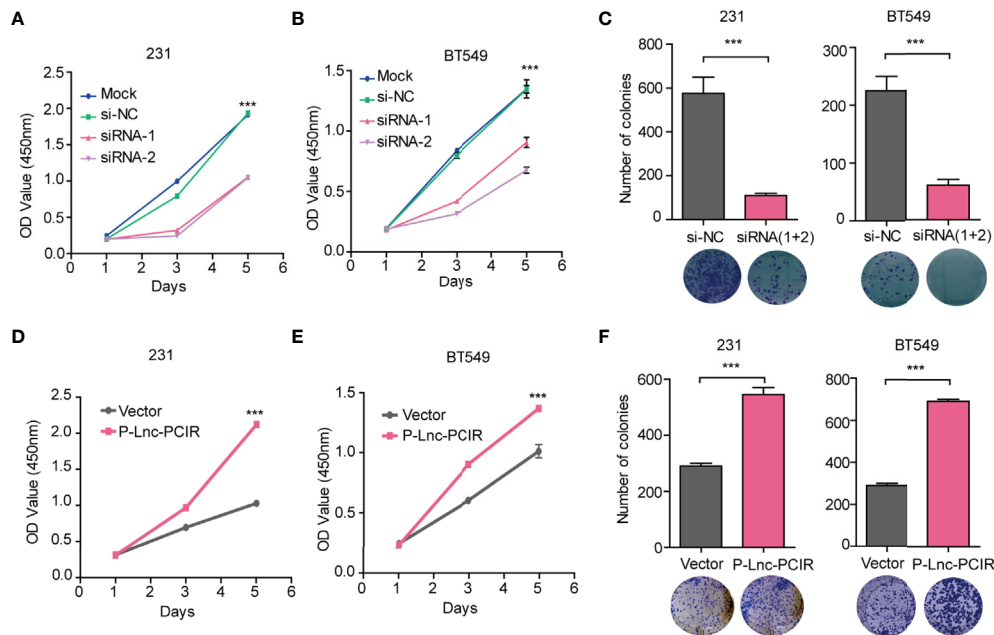 A
231
OD Value (450nm)
2.5
2.0
1.5
1.0
0.5
0.0
Mock
si-NC
siRNA-1
siRNA-2
***
0 1 2 3 4 5 6
Days
B
BT549
OD Value (450nm)
1.5
1.0
0.5
0.0
Mock
si-NC
siRNA-1
siRNA-2
***
0 1 2 3 4 5 6
Days
C
231
Number of colonies
800
600
400
200
0
***
si-NC siRNA(1+2)
BT549
300
200
100
0
***
si-NC siRNA(1+2)
D
231
OD Value (450nm)
2.5
2.0
1.5
1.0
0.5
0.0
Vector
P-Lnc-PCIR
***
0 1 2 3 4 5 6
Days
E
BT549
OD Value (450nm)
1.5
1.0
0.5
0.0
Vector
P-Lnc-PCIR
***
0 1 2 3 4 5 6
Days
F
231
Number of colonies
600
400
200
0
***
Vector P-Lnc-PCIR
BT549
800
600
400
200
0
***
Vector P-Lnc-PCIR